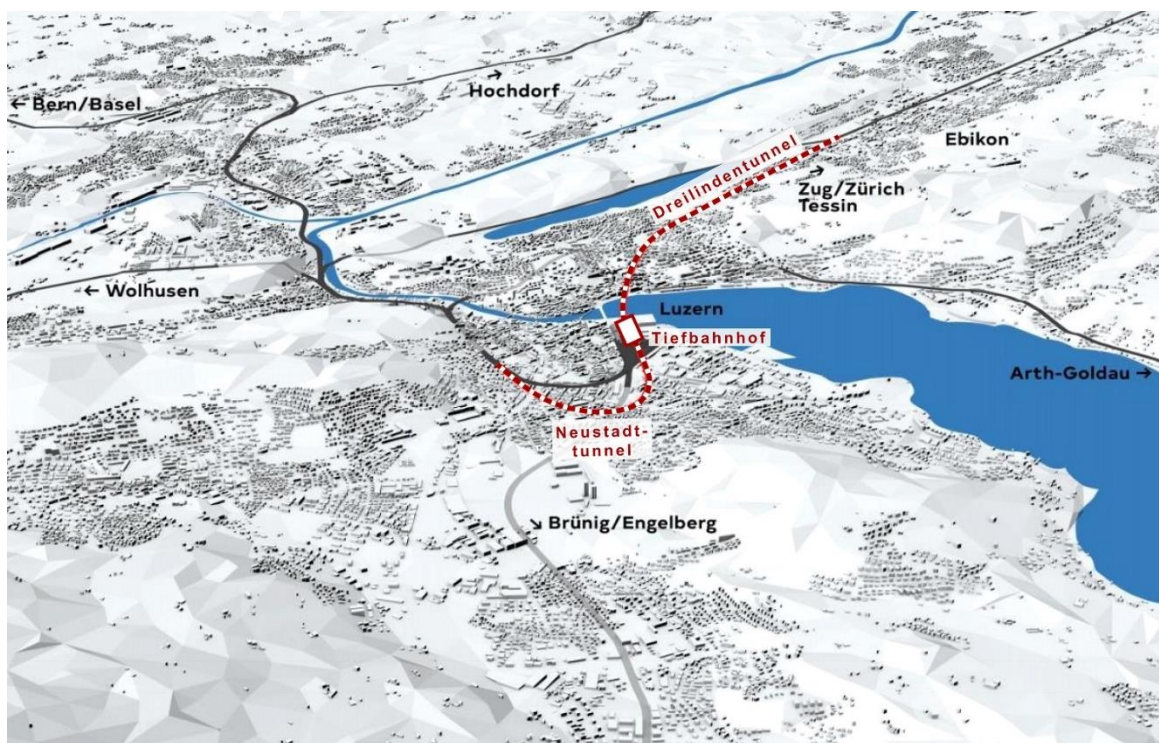 ← Bern/Basel
Hochdorf
→
Ebikon
Dreilindentunnel
→
Zug/Zürich
Tessin
← Wolhusen
Luzern
Tiefbahnhof
Arth-Goldau →
Neustadt-
tunnel
↘ Brünig/Engelberg